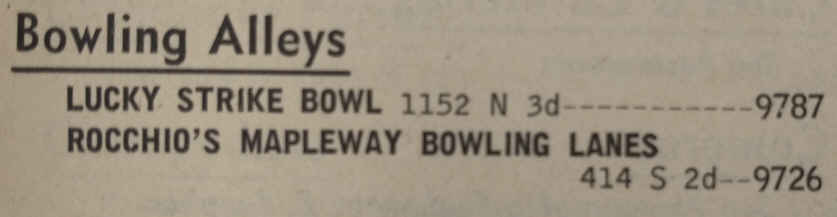 Bowling Alleys
LUCKY STRIKE BOWL 1152 N 3d-----------9787
ROCCHIO'S MAPLEWAY BOWLING LANES
414 S 2d--9726